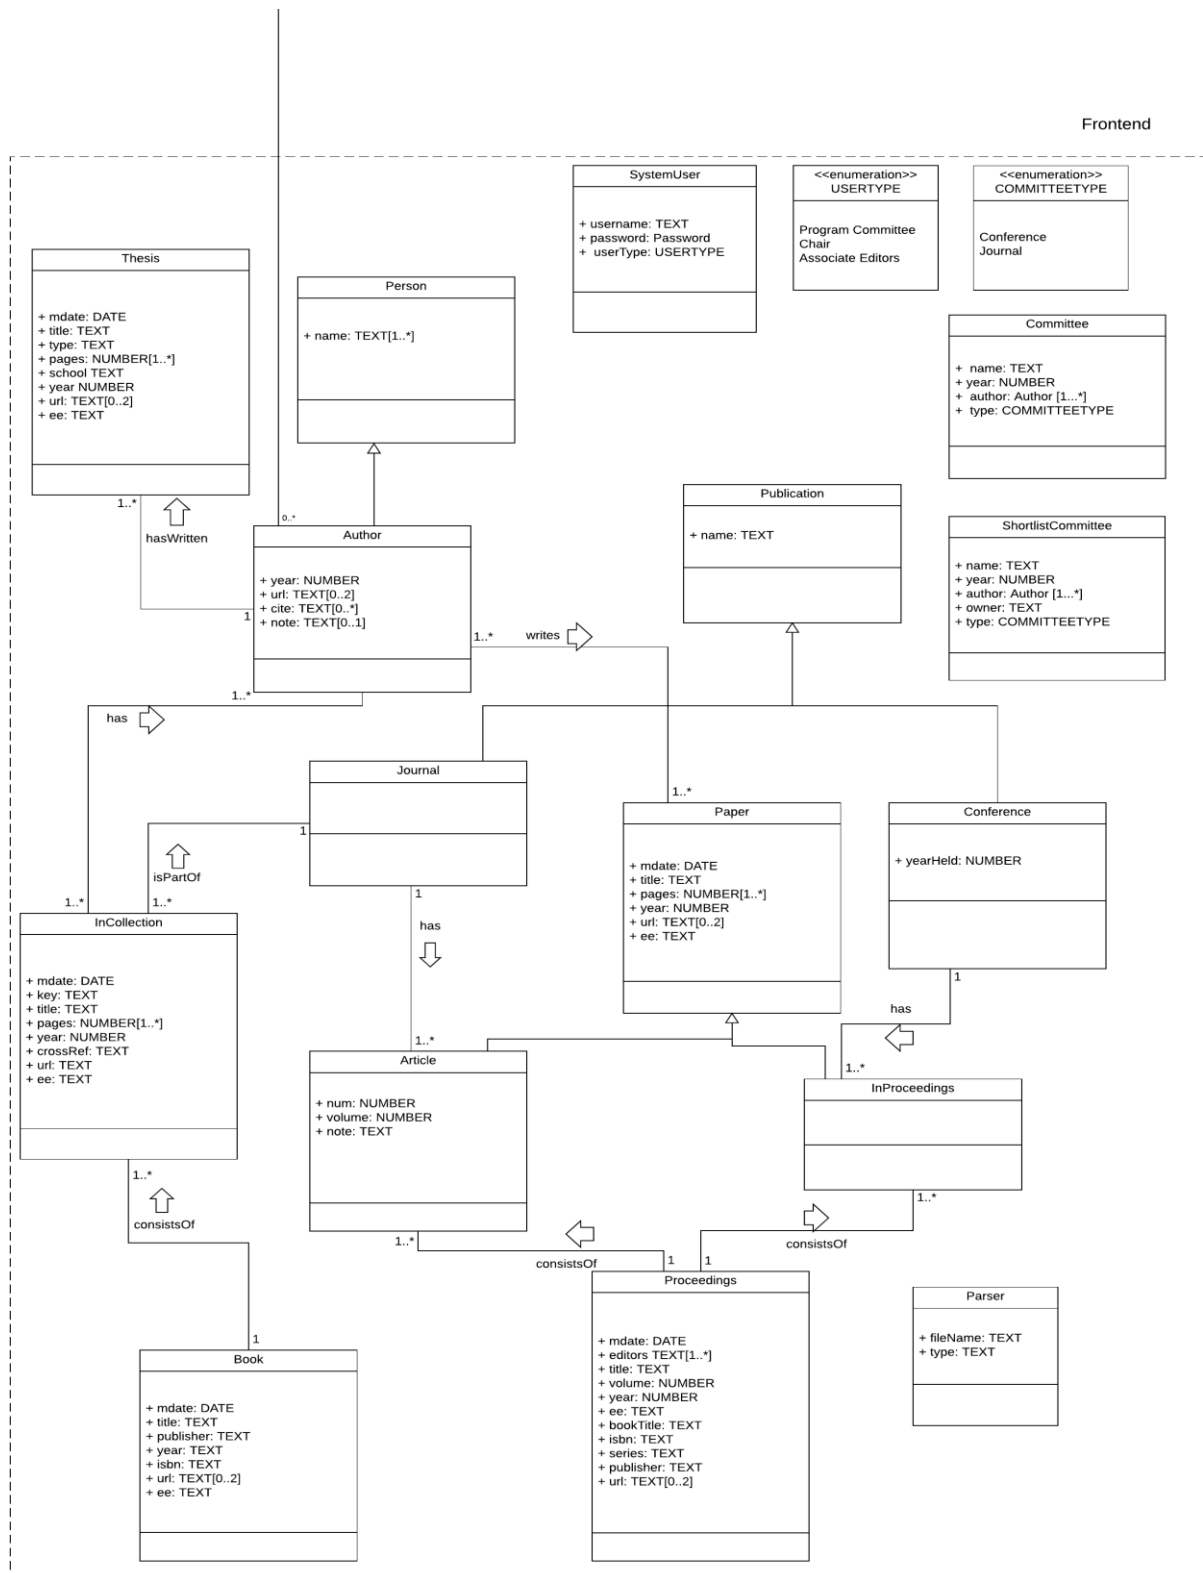 Frontend
SystemUser
+ username: TEXT
+ password: Password
+ userType: USERTYPE
<<enumeration>>
USERTYPE
Program Committee
Chair
Associate Editors
<<enumeration>>
COMMITTEETYPE
Conference
Journal
Thesis
+ mdate: DATE
+ title: TEXT
+ type: TEXT
+ pages: NUMBER[1..*]
+ school TEXT
+ year NUMBER
+ url: TEXT[0..2]
+ ee: TEXT
Person
+ name: TEXT[1..*]
Committee
+ name: TEXT
+ year: NUMBER
+ author: Author [1...*]
+ type: COMMITTEETYPE
1..*
hasWritten
1
0..*
Author
+ year: NUMBER
+ url: TEXT[0..2]
+ cite: TEXT[0..*]
+ note: TEXT[0..1]
Publication
+ name: TEXT
ShortlistCommittee
+ name: TEXT
+ year: NUMBER
+ author: Author [1...*]
+ owner: TEXT
+ type: COMMITTEETYPE
1..*
writes
1..*
1..*
has
1..*
Journal
1
isPartOf
1..*
Paper
+ mdate: DATE
+ title: TEXT
+ pages: NUMBER[1..*]
+ year: NUMBER
+ url: TEXT[0..2]
+ ee: TEXT
Conference
+ yearHeld: NUMBER
InCollection
+ mdate: DATE
+ key: TEXT
+ title: TEXT
+ pages: NUMBER[1..*]
+ year: NUMBER
+ crossRef: TEXT
+ url: TEXT
+ ee: TEXT
1
has
1..*
1
has
1..*
Article
+ num: NUMBER
+ volume: NUMBER
+ note: TEXT
InProceedings
1..*
consistsOf
1
1..*
consistsOf
1
1..*
consistsOf
1
Proceedings
+ mdate: DATE
+ editors TEXT[1..*]
+ title: TEXT
+ volume: NUMBER
+ year: NUMBER
+ ee: TEXT
+ bookTitle: TEXT
+ isbn: TEXT
+ series: TEXT
+ publisher: TEXT
+ url: TEXT[0..2]
Parser
+ fileName: TEXT
+ type: TEXT
Book
+ mdate: DATE
+ title: TEXT
+ publisher: TEXT
+ year: TEXT
+ isbn: TEXT
+ url: TEXT[0..2]
+ ee: TEXT